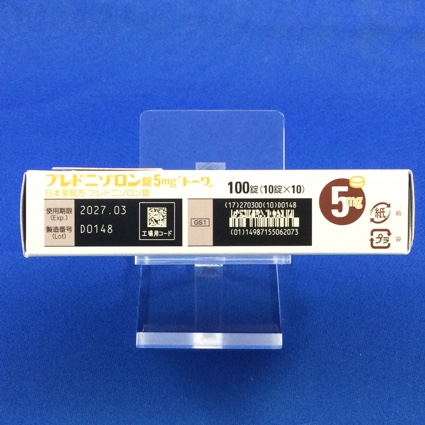 プレドニゾロン錠5mg「トーワ」
日本薬局方 プレドニゾロン錠
100錠(10錠×10)
5mg
使用期限
(Exp.)
2027.03
製造番号
(Lot)
D0148
工場用コード
GS1
(17)270300(10)D0148
(01)14987155062073
紙
箱
プラ
袋